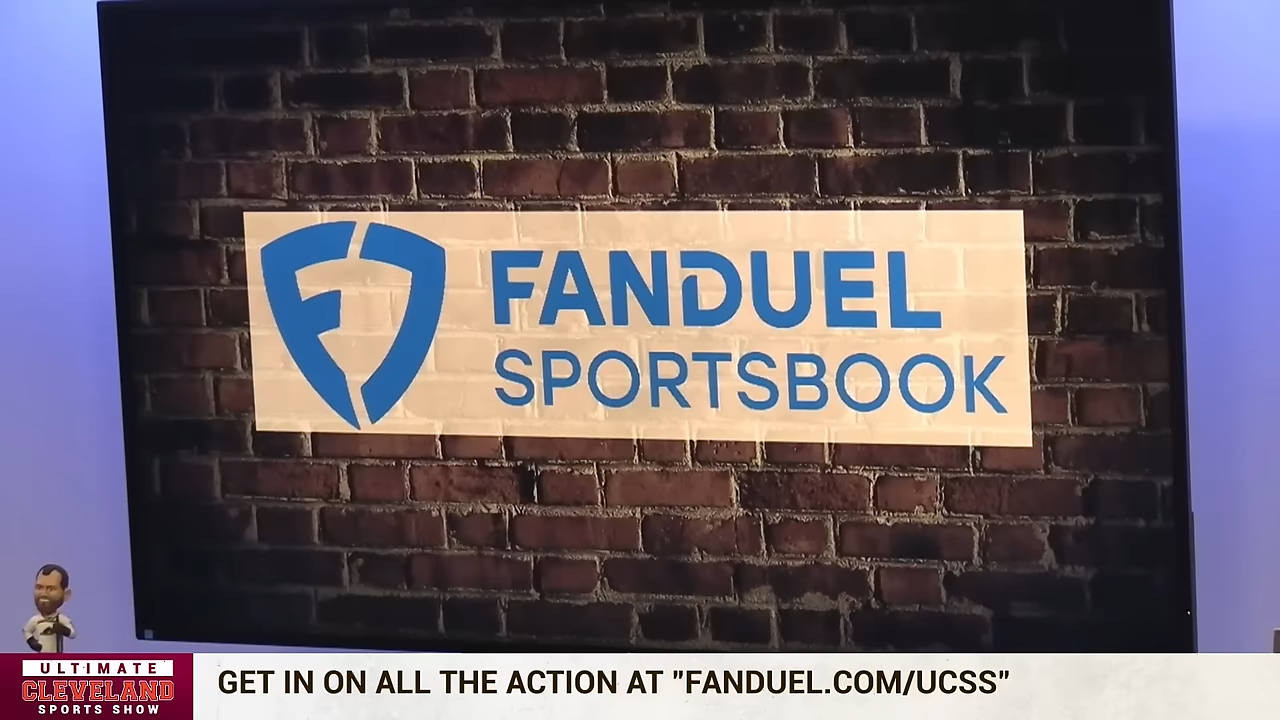 FANDUEL
SPORTSBOOK
ULTIMATE
CLEVELAND
SPORTS SHOW
GET IN ON ALL THE ACTION AT "FANDUEL.COM/UCSS"